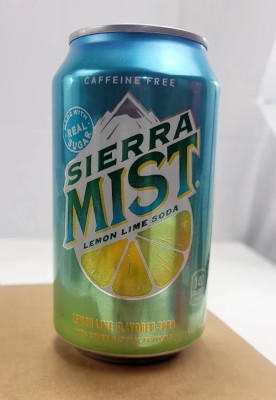 CAFFEINE FREE
MADE WITH
REAL
SUGAR
SIERRA
MIST
LEMON LIME SODA
LEMON LIME FLAVORED SODA